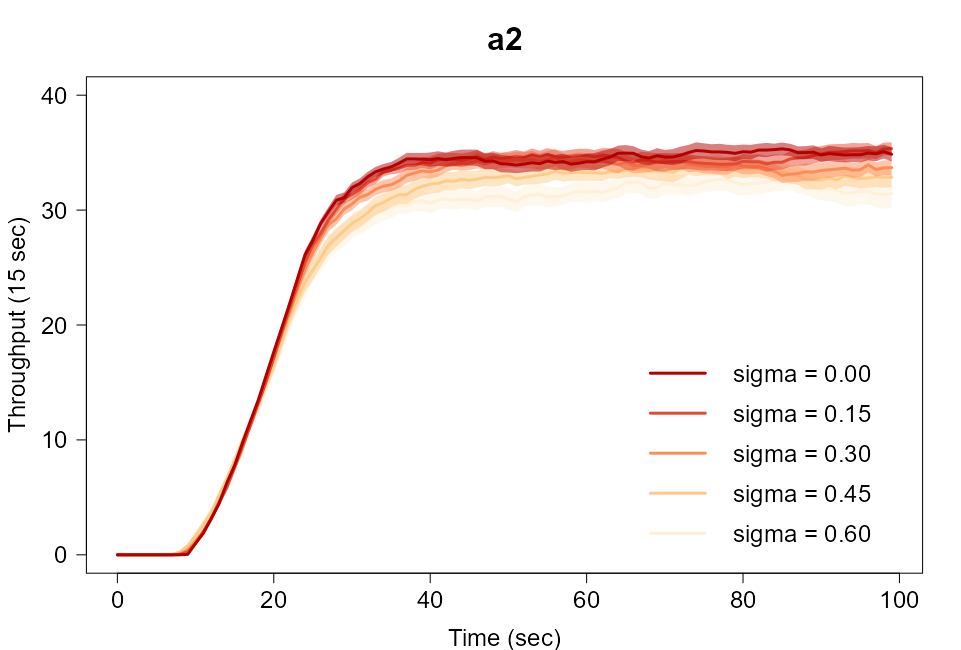 a2
Throughput (15 sec)
40
30
20
10
0
sigma = 0.00
sigma = 0.15
sigma = 0.30
sigma = 0.45
sigma = 0.60
0 20 40 60 80 100
Time (sec)